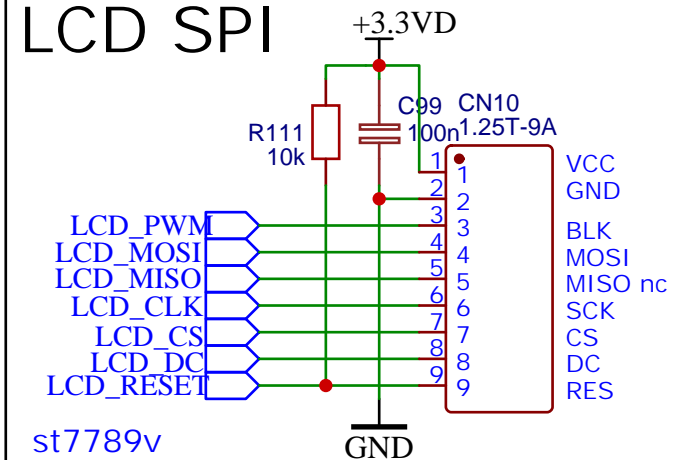 LCD SPI
+3.3VD
C99
CN10
R111
100n
1.25T-9A
10k
1
1
VCC
2
2
GND
LCD_PWM
3
3
BLK
LCD_MOSI
4
4
MOSI
LCD_MISO
5
5
MISO nc
LCD_CLK
6
6
SCK
LCD_CS
7
7
CS
LCD_DC
8
8
DC
LCD_RESET
9
9
RES
st7789v
GND